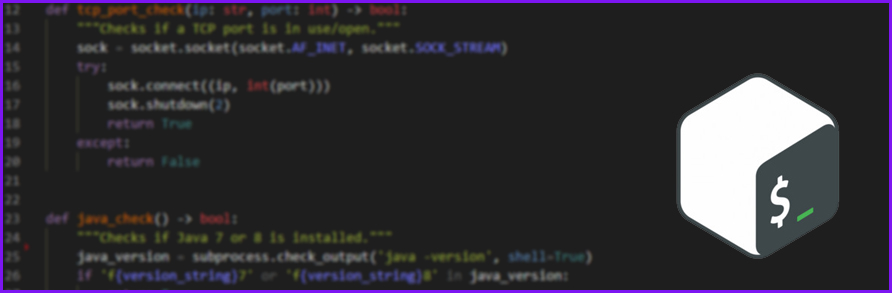 12 def tcp_port_check(ip: str, port: int) -> bool:
13 """Checks if a TCP port is in use/open."""
14 sock = socket.socket(socket.AF_INET, socket.SOCK_STREAM)
15 try:
16 sock.connect((ip, int(port)))
17 sock.shutdown(2)
18 return True
19 except:
20 return False
21
22
23 def java_check() -> bool:
24 """Checks if Java 7 or 8 is installed."""
25 java_version = subprocess.check_output('java -version', shell=True)
26 if 'f{version_string}7' or 'f{version_string}8' in java_version:
$_